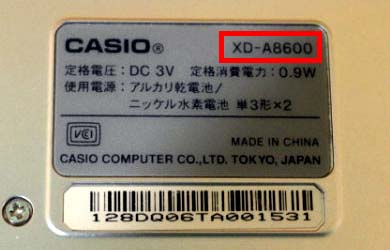 CASIO® XD-A8600
定格電圧：DC 3V 定格消費電力：0.9W
使用電源：アルカリ乾電池/
ニッケル水素電池 単3形×2
VCCI
MADE IN CHINA
CASIO COMPUTER CO.,LTD. TOKYO, JAPAN
128DQ06TA001531